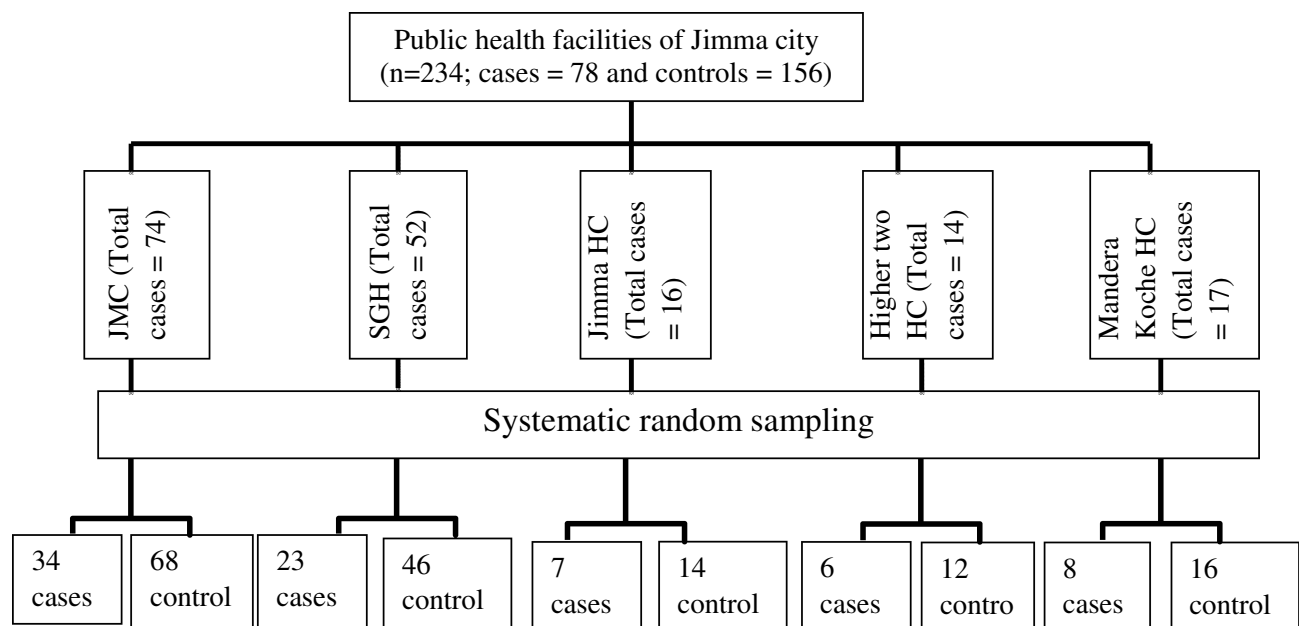 Public health facilities of Jimma city
(n=234; cases = 78 and controls = 156)
JMC (Total
cases = 74)
SGH (Total
cases = 52)
Jimma HC
(Total cases
= 16)
Higher two
HC (Total
cases = 14)
Mandera
Koche HC
(Total cases
= 17)
Systematic random sampling
34
cases
68
control
23
cases
46
control
7
cases
14
control
6
cases
12
contro
8
cases
16
control